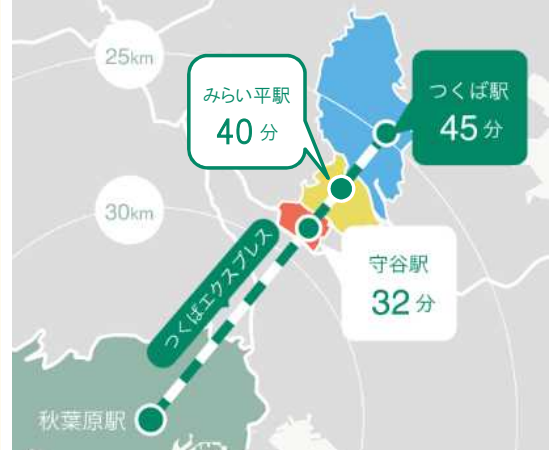 25km
みらい平駅
40分
つくば駅
45分
30km
守谷駅
32分
つくばエクスプレス
秋葉原駅